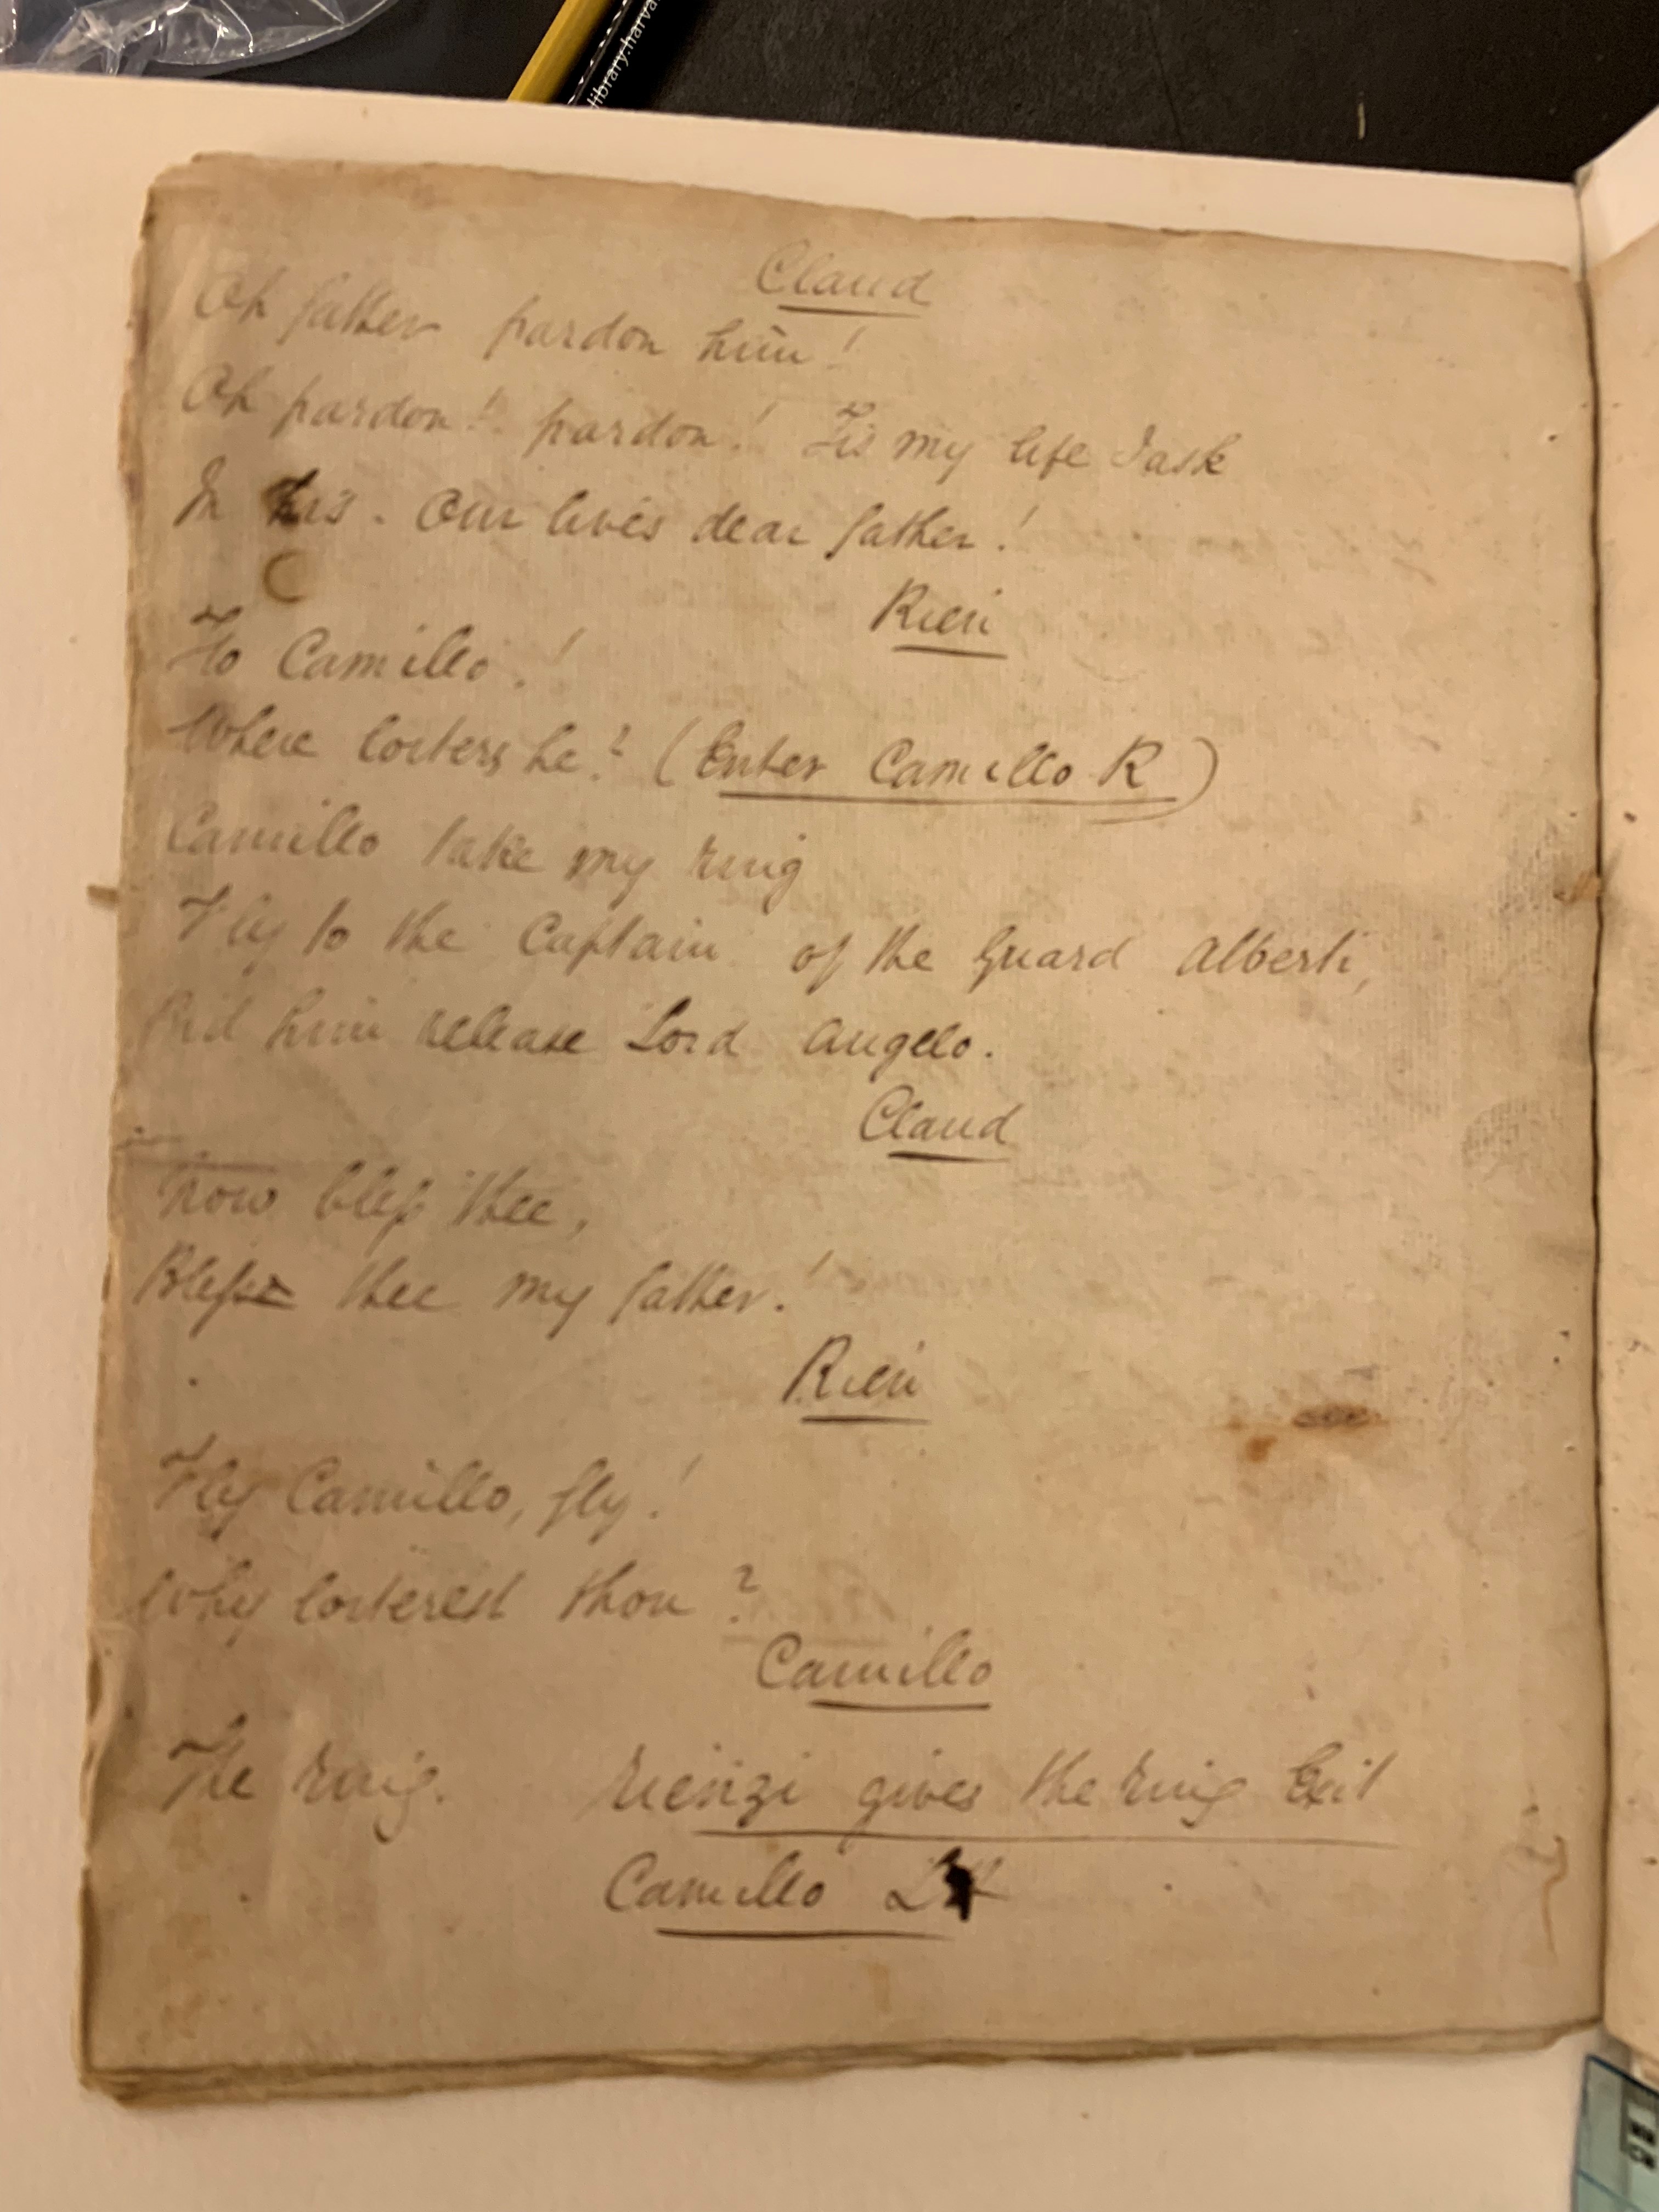 library.harva
Claud
Oh father pardon him!
Oh pardon! pardon! Tis my life I ask
In his. Our lives dear father!
Rien
Ho Camillo!
Where loiters he? (Enter Camillo R)
Camillo take my ring
Fly to the Captain of the Guard Alberti,
Bid him release Lord Angelo.
Claud
Now bless thee,
Bless thee my father!
Rien
Fly Camillo, fly!
Why loiterest thou?
Camillo
The ring. Rienzi gives the ring Exit
Camillo